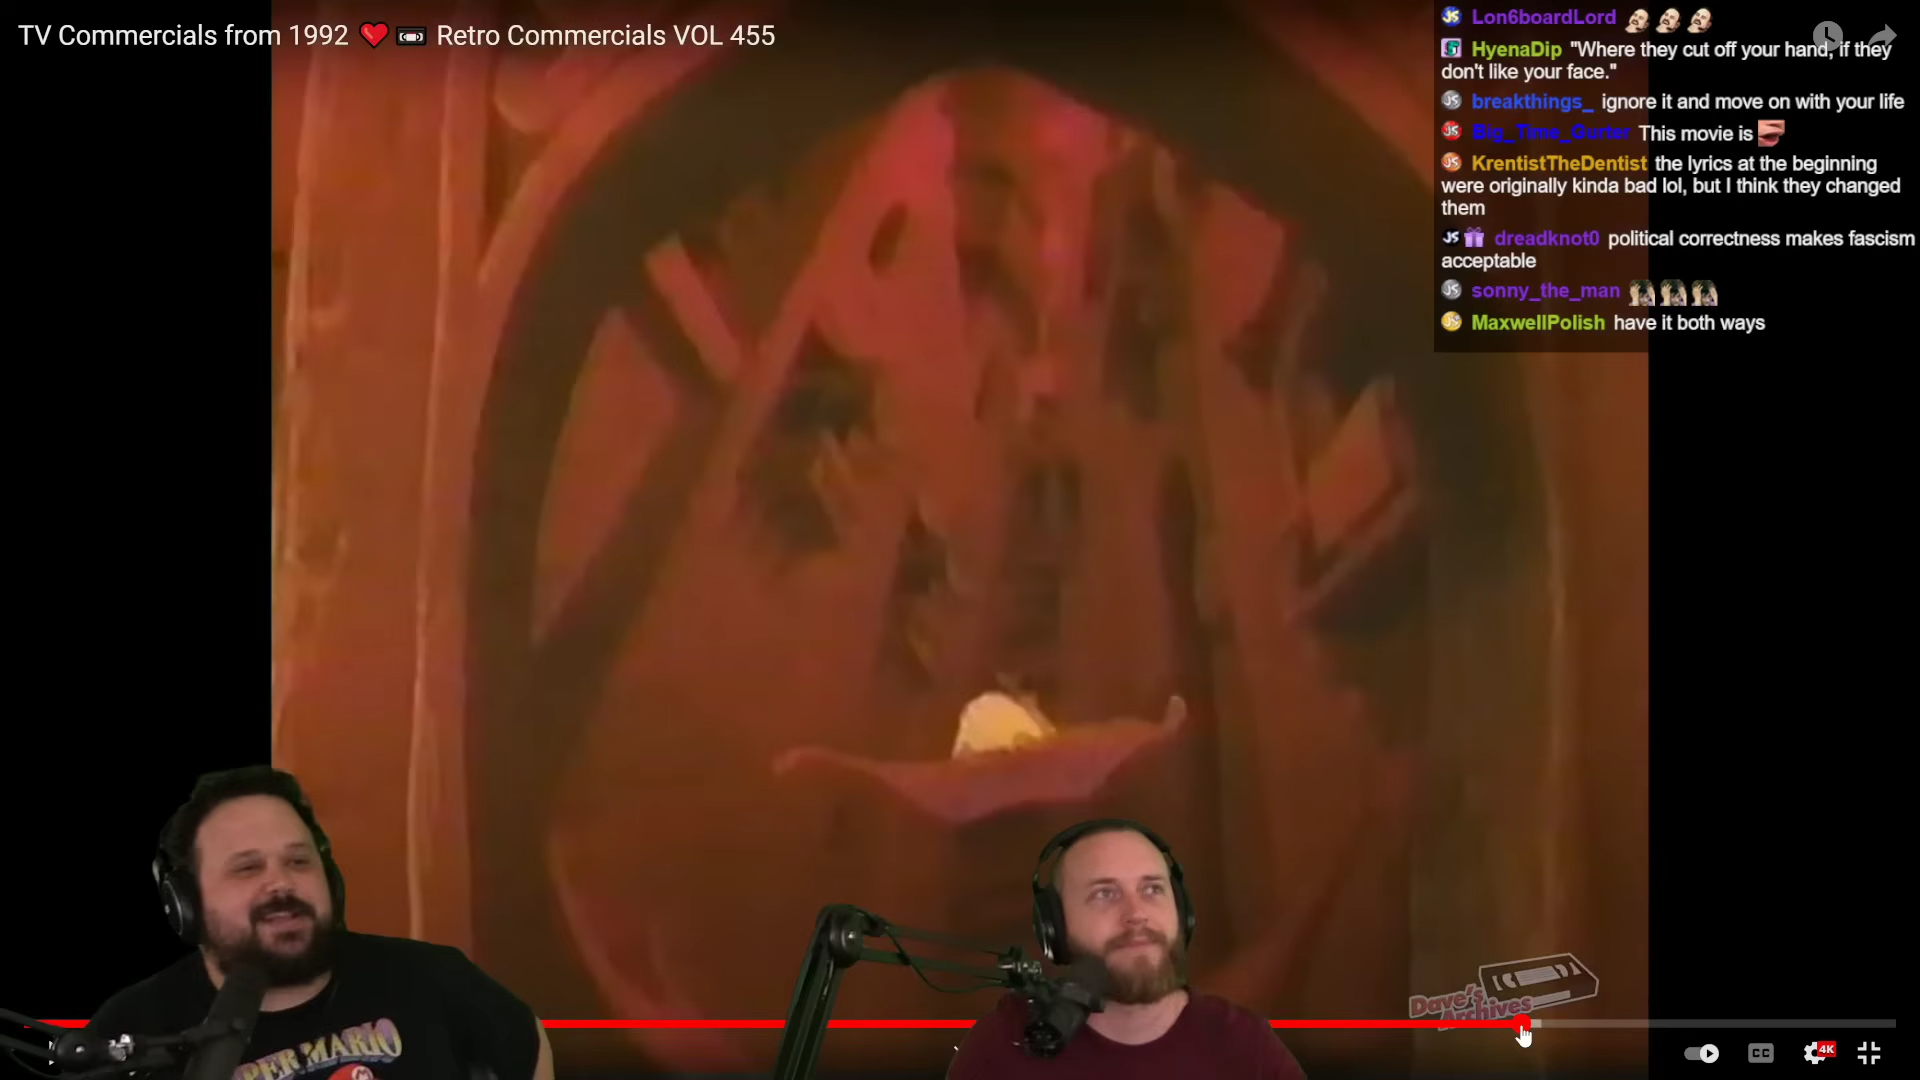 TV Commercials from 1992 ❤️ 📼 Retro Commercials VOL 455
Lon6boardLord
HyenaDip "Where they cut off your hand, if they
don't like your face."
breakthings_ ignore it and move on with your life
Big_Time_Gurter This movie is
KrentistTheDentist the lyrics at the beginning
were originally kinda bad lol, but I think they changed
them
dreadknot0 political correctness makes fascism
acceptable
sonny_the_man
MaxwellPolish have it both ways
Dave's
Archives
PER MARIO
CC
4K